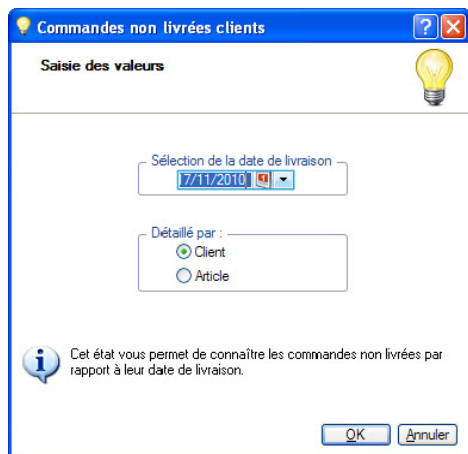 Commandes non livrées clients
Saisie des valeurs
Sélection de la date de livraison
7/11/2010
Détaillé par :
Client
Article
Cet état vous permet de connaître les commandes non livrées par
rapport à leur date de livraison.
OK
Annuler